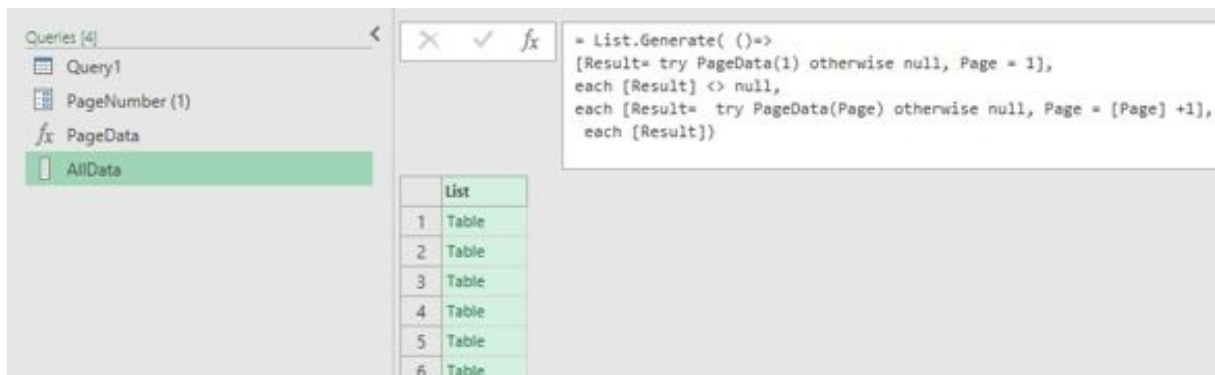 Queries [4]
Query1
PageNumber (1)
fx PageData
AllData
fx
= List.Generate( ()=>
[Result= try PageData(1) otherwise null, Page = 1],
each [Result] <> null,
each [Result=  try PageData(Page) otherwise null, Page = [Page] +1],
each [Result])
List
1 Table
2 Table
3 Table
4 Table
5 Table
6 Table